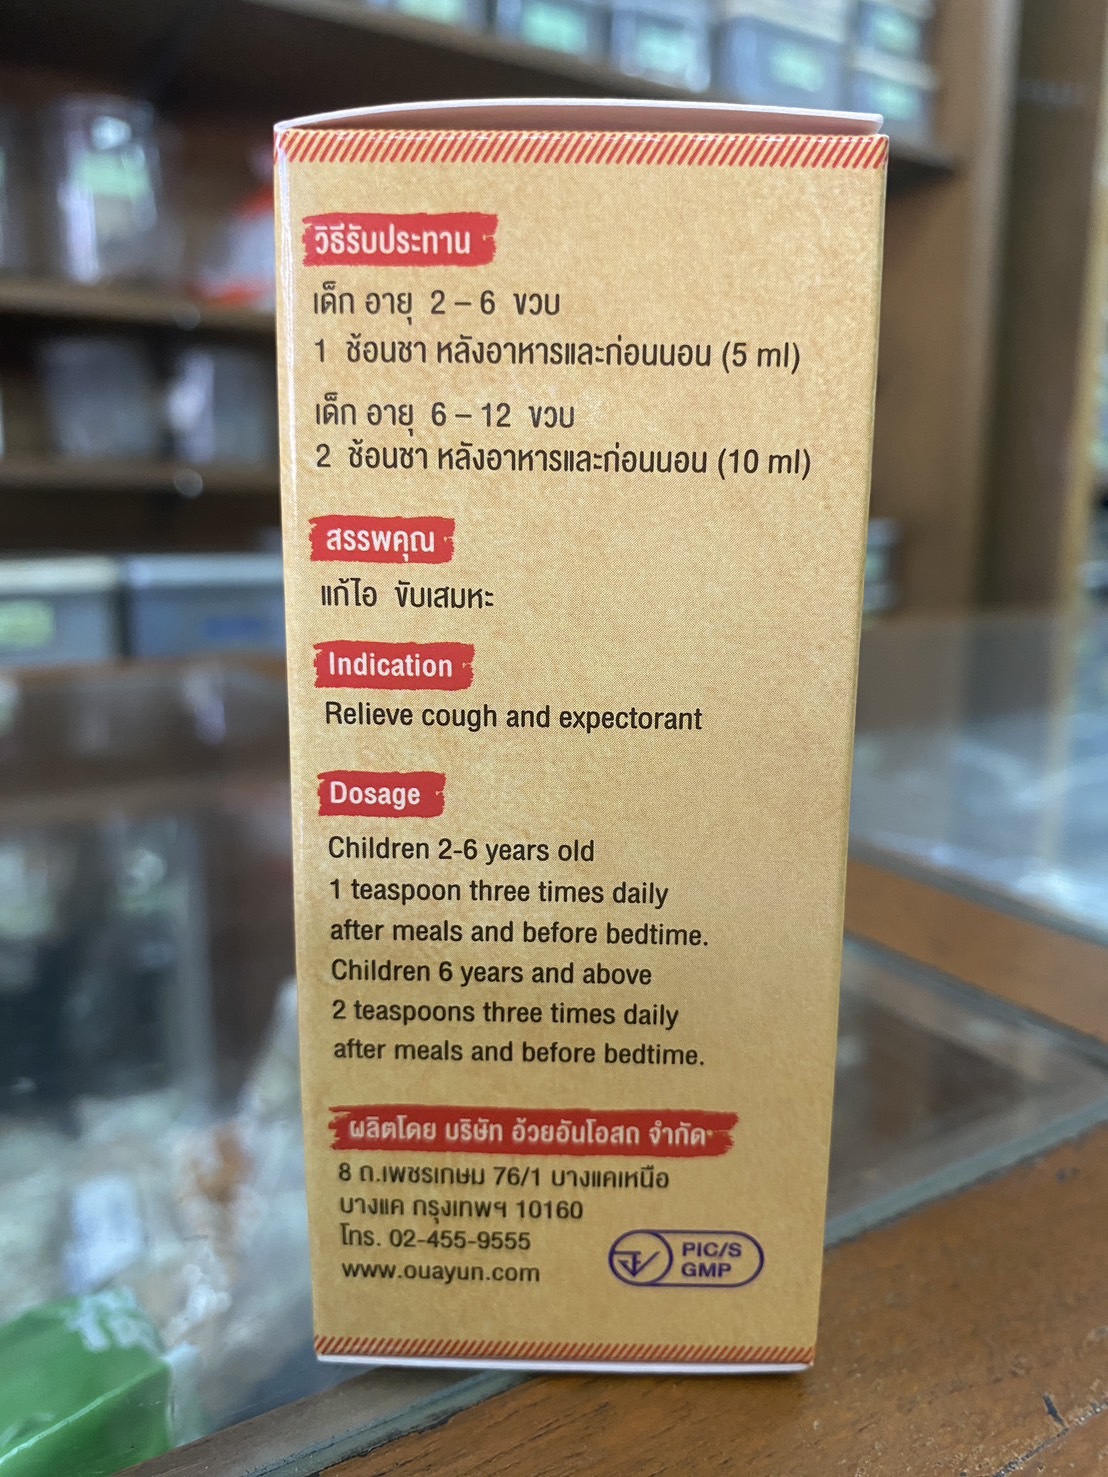 วิธีรับประทาน
เด็ก อายุ 2 – 6 ขวบ
1 ช้อนชา หลังอาหารและก่อนนอน (5 ml)
เด็ก อายุ 6 – 12 ขวบ
2 ช้อนชา หลังอาหารและก่อนนอน (10 ml)
สรรพคุณ
แก้ไอ ขับเสมหะ
Indication
Relieve cough and expectorant
Dosage
Children 2-6 years old
1 teaspoon three times daily
after meals and before bedtime.
Children 6 years and above
2 teaspoons three times daily
after meals and before bedtime.
ผลิตโดย บริษัท อ้วยอันโอสถ จำกัด
8 ถ.เพชรเกษม 76/1 บางแคเหนือ
บางแค กรุงเทพฯ 10160
โทร. 02-455-9555
www.ouayun.com
PIC/S
GMP